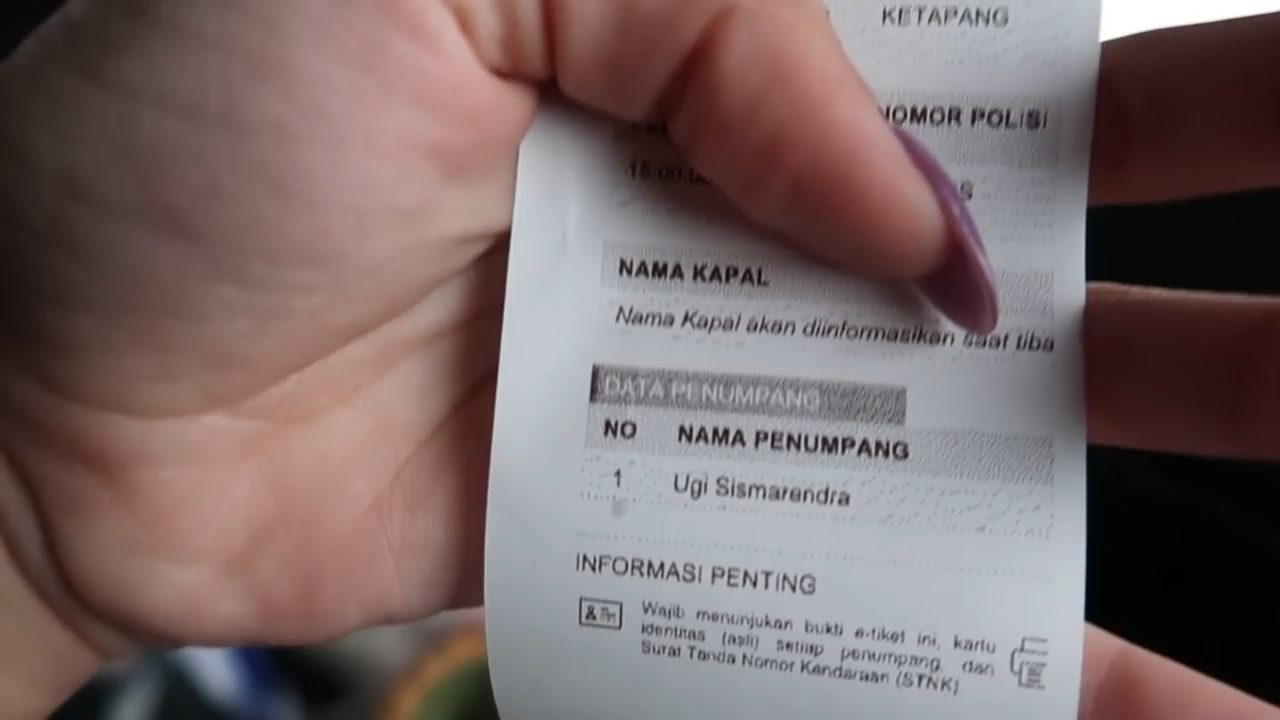 KETAPANG
NOMOR POLISI
NAMA KAPAL
Nama Kapal akan diinformasikan saat tiba
DATA PENUMPANG
NO NAMA PENUMPANG
1 Ugi Sismarendra
INFORMASI PENTING
Wajib menunjukan bukti e-tiket ini, kartu
identitas (asli) setiap penumpang, dan
Surat Tanda Nomor Kendaraan (STNK)